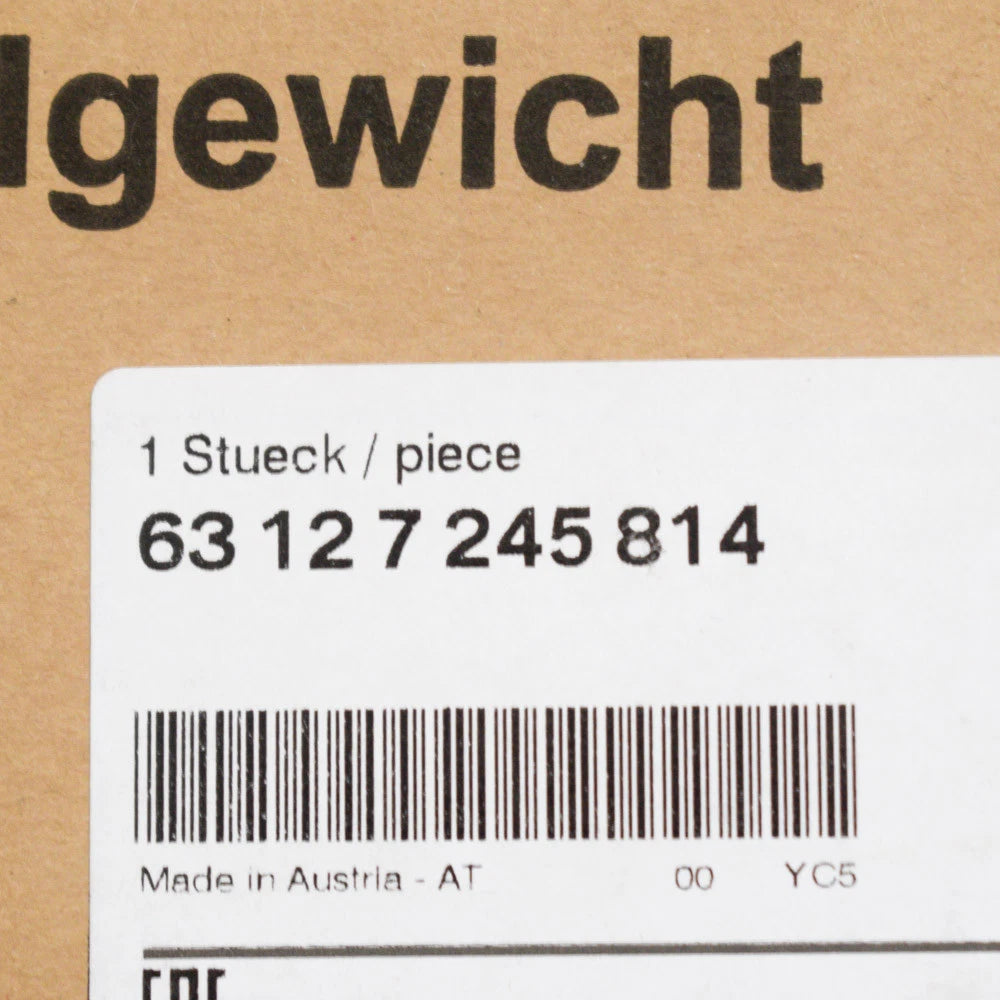 lgewicht
1 Stueck / piece
63 12 7 245 814
Made in Austria - AT 00 YC5